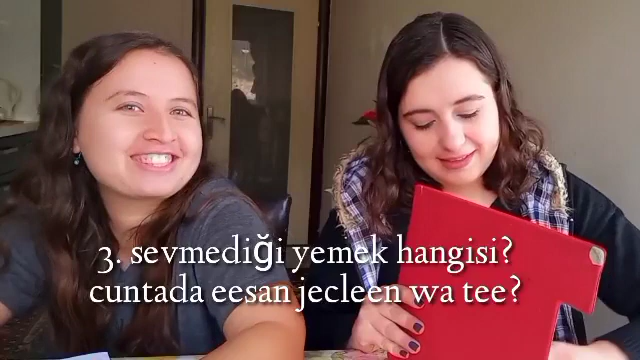 3. sevmediği yemek hangisi?
cuntada eesan jecleen wa tee?